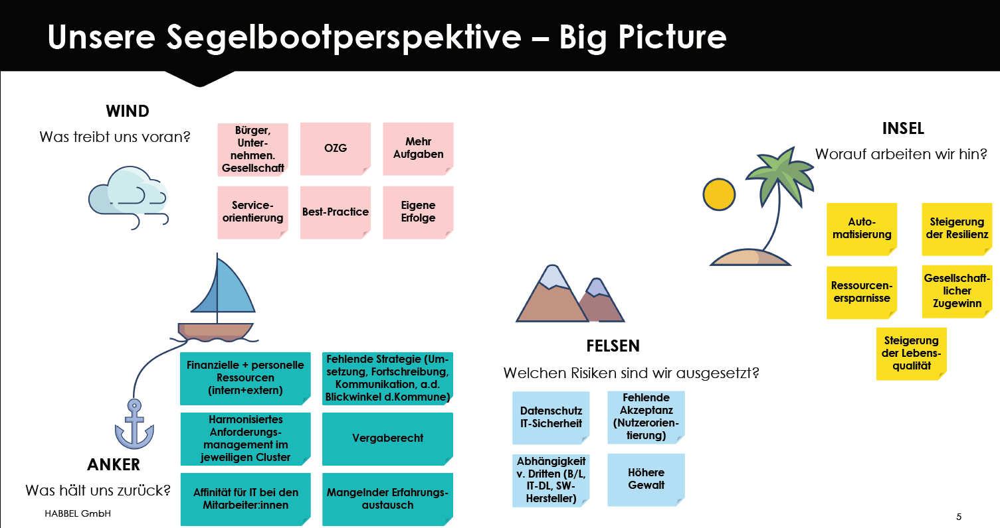 Unsere Segelbootperspektive – Big Picture
WIND
Was treibt uns voran?
Bürger,
Unter-
nehmen.
Gesellschaft
OZG
Mehr
Aufgaben
Service-
orientierung
Best-Practice
Eigene
Erfolge
INSEL
Worauf arbeiten wir hin?
Auto-
matisierung
Steigerung
der Resilienz
Ressourcen-
ersparnisse
Gesellschaft-
licher
Zugewinn
Steigerung
der Lebens-
qualität
ANKER
Was hält uns zurück?
Finanzielle + personelle
Ressourcen
(intern+extern)
Fehlende Strategie (Um-
setzung, Fortschreibung,
Kommunikation, a.d.
Blickwinkel d.Kommune)
Harmonisiertes
Anforderungs-
management im
jeweiligen Cluster
Vergaberecht
Affinität für IT bei den
Mitarbeiter:innen
Mangelnder Erfahrungs-
austausch
FELSEN
Welchen Risiken sind wir ausgesetzt?
Datenschutz
IT-Sicherheit
Fehlende
Akzeptanz
(Nutzerorien-
tierung)
Abhängigkeit
v. Dritten (B/L,
IT-DL, SW-
Hersteller)
Höhere
Gewalt
HABBEL GmbH
5